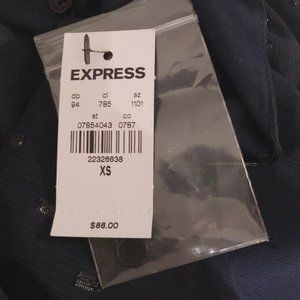 EXPRESS
dp cl sz
94 785 1101
st co
07854043 0787
22326638
XS
$88.00